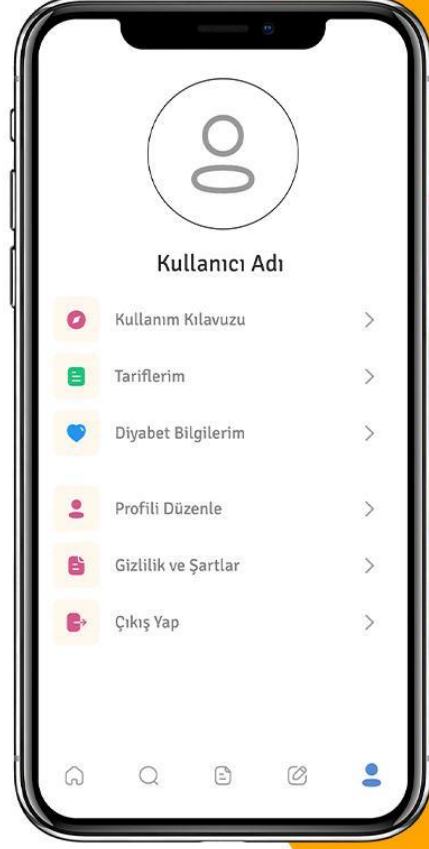 Kullanıcı Adı
Kullanım Kılavuzu
Tariflerim
Diyabet Bilgilerim
Profili Düzenle
Gizlilik ve Şartlar
Çıkış Yap